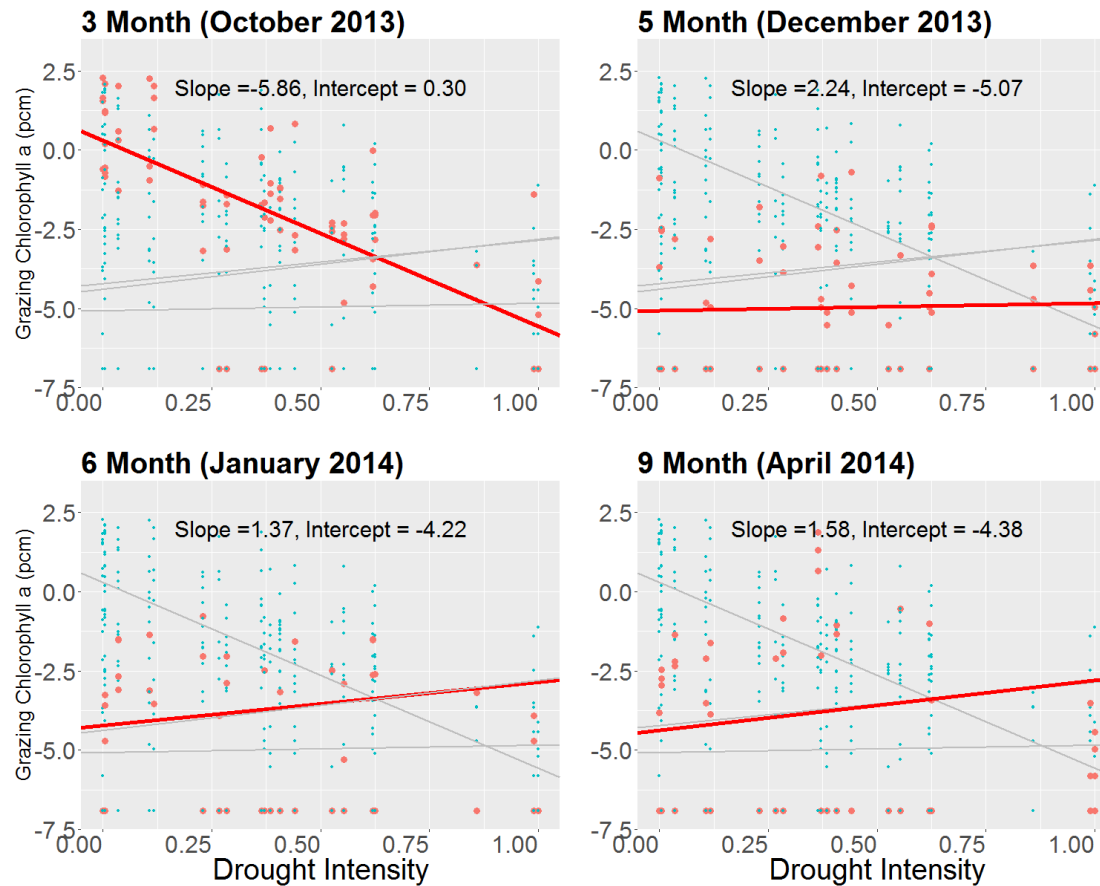 3 Month (October 2013)
5 Month (December 2013)
Slope =-5.86, Intercept = 0.30
Slope =2.24, Intercept = -5.07
Grazing Chlorophyll a (pcm)
2.5
0.0
-2.5
-5.0
-7.5
0.00 0.25 0.50 0.75 1.00
2.5
0.0
-2.5
-5.0
-7.5
0.00 0.25 0.50 0.75 1.00
6 Month (January 2014)
9 Month (April 2014)
Slope =1.37, Intercept = -4.22
Slope =1.58, Intercept = -4.38
Grazing Chlorophyll a (pcm)
2.5
0.0
-2.5
-5.0
-7.5
0.00 0.25 0.50 0.75 1.00
Drought Intensity
2.5
0.0
-2.5
-5.0
-7.5
0.00 0.25 0.50 0.75 1.00
Drought Intensity